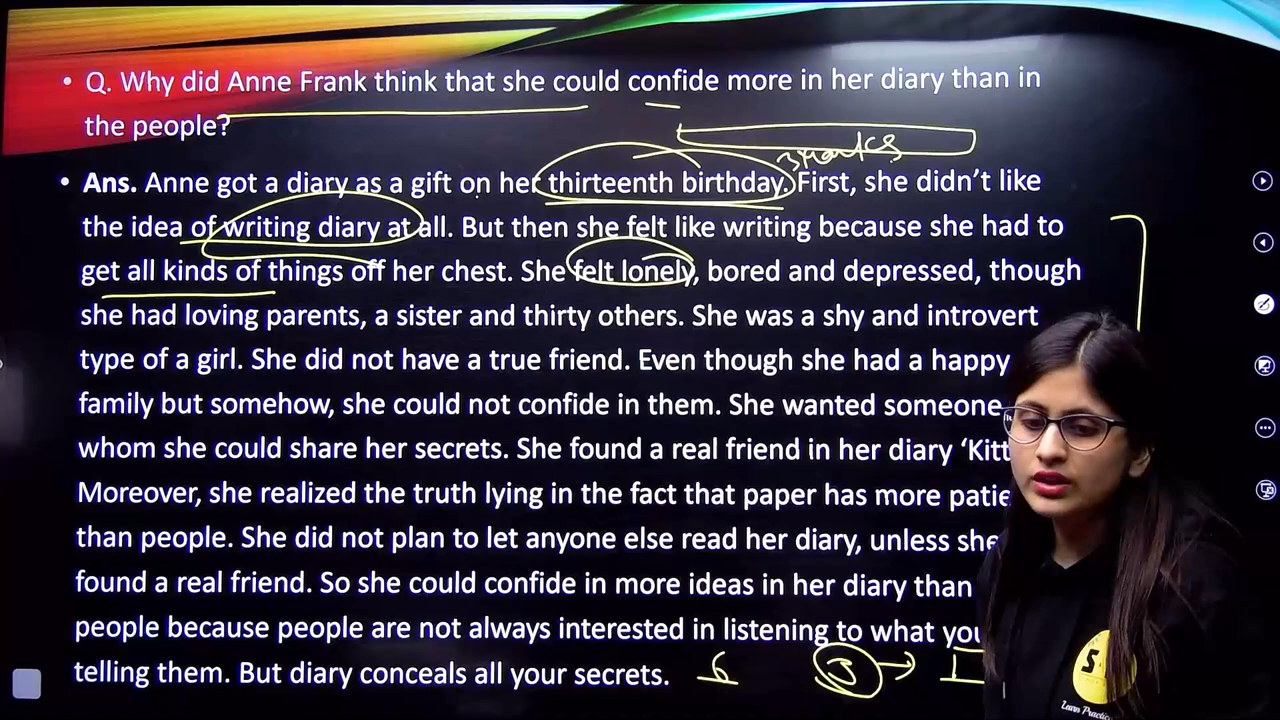 • Q. Why did Anne Frank think that she could confide more in her diary than in
the people?
3 Marks
• Ans. Anne got a diary as a gift on her thirteenth birthday. First, she didn't like
the idea of writing diary at all. But then she felt like writing because she had to
get all kinds of things off her chest. She felt lonely, bored and depressed, though
she had loving parents, a sister and thirty others. She was a shy and introvert
type of a girl. She did not have a true friend. Even though she had a happy
family but somehow, she could not confide in them. She wanted someone
whom she could share her secrets. She found a real friend in her diary
Moreover, she realized the truth lying in the fact that paper has more
than people. She did not plan to let anyone else read her diary, unless she
found a real friend. So she could confide in more ideas in her diary than
people because people are not always interested in listening to what
telling them. But diary conceals all your secrets. 6 3 →
Learn